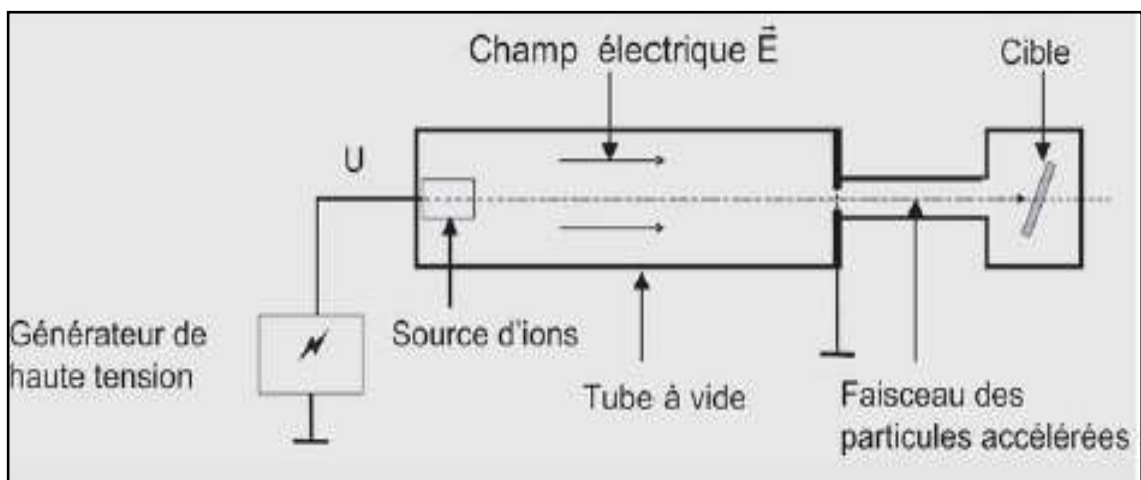 Champ électrique E⃗
Cible
U
Générateur de
haute tension
Source d'ions
Tube à vide
Faisceau des
particules accélérées